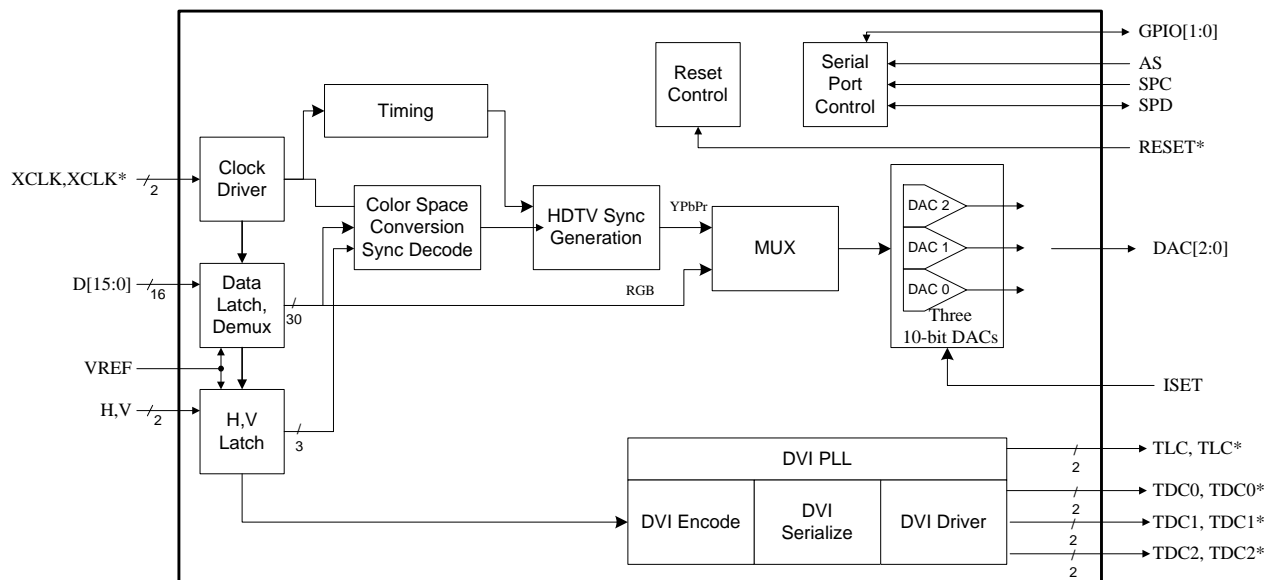 GPIO[1:0]
AS
SPC
SPD
RESET*
Reset
Control
Serial
Port
Control
Timing
XCLK,XCLK*
2
Clock
Driver
Color Space
Conversion
Sync Decode
HDTV Sync
Generation
YPbPr
RGB
MUX
DAC 2
DAC 1
DAC 0
Three
10-bit DACs
DAC[2:0]
D[15:0]
16
Data
Latch,
Demux
30
VREF
H,V
2
H,V
Latch
3
ISET
DVI PLL
DVI Encode
DVI
Serialize
DVI Driver
2
TLC, TLC*
2
TDC0, TDC0*
2
TDC1, TDC1*
2
TDC2, TDC2*